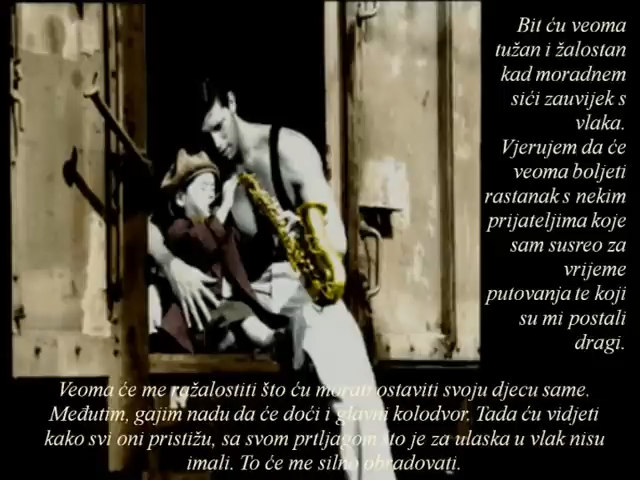 Bit ću veoma
tužan i žalostan
kad moradnem
sići zauvijek s
vlaka.
Vjerujem da će
veoma boljeti
rastanak s nekim
prijateljima koje
sam susreo za
vrijeme
putovanja te koji
su mi postali
dragi.
Veoma će me ražalostiti što ću morati ostaviti svoju djecu same.
Međutim, gajim nadu da će doći i glavni kolodvor. Tada ću vidjeti
kako svi oni pristižu, sa svom prtljagom što je za ulaska u vlak nisu
imali. To će me silno obradovati.